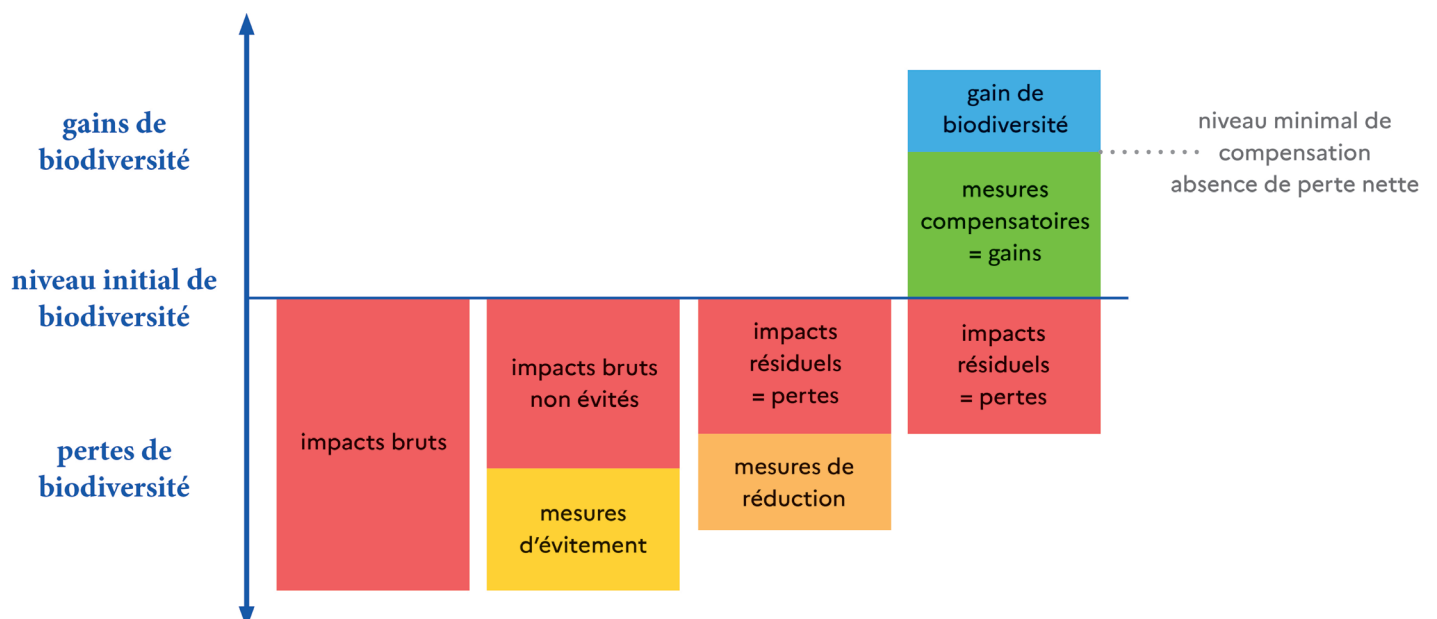 gains de
biodiversité
niveau initial de
biodiversité
pertes de
biodiversité
impacts bruts
impacts bruts
non évités
mesures
d'évitement
impacts
résiduels
= pertes
mesures de
réduction
gain de
biodiversité
mesures
compensatoires
= gains
impacts
résiduels
= pertes
niveau minimal de
compensation
absence de perte nette